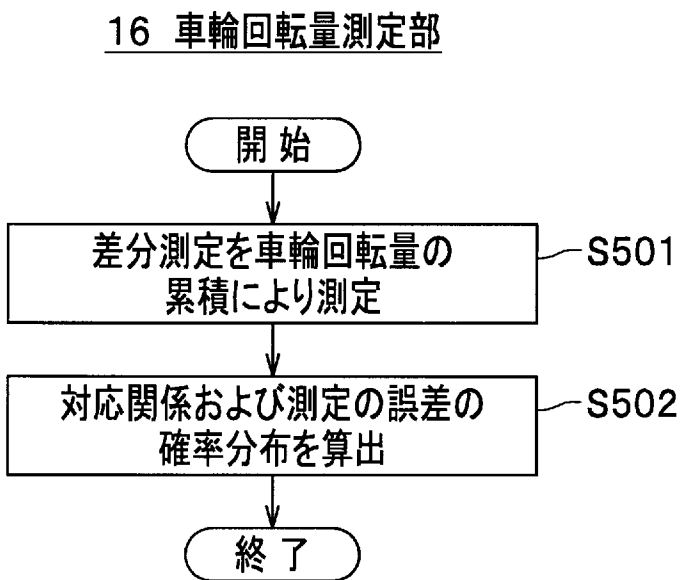 16 車輪回転量測定部
開始
差分測定を車輪回転量の
累積により測定
S501
対応関係および測定の誤差の
確率分布を算出
S502
終了